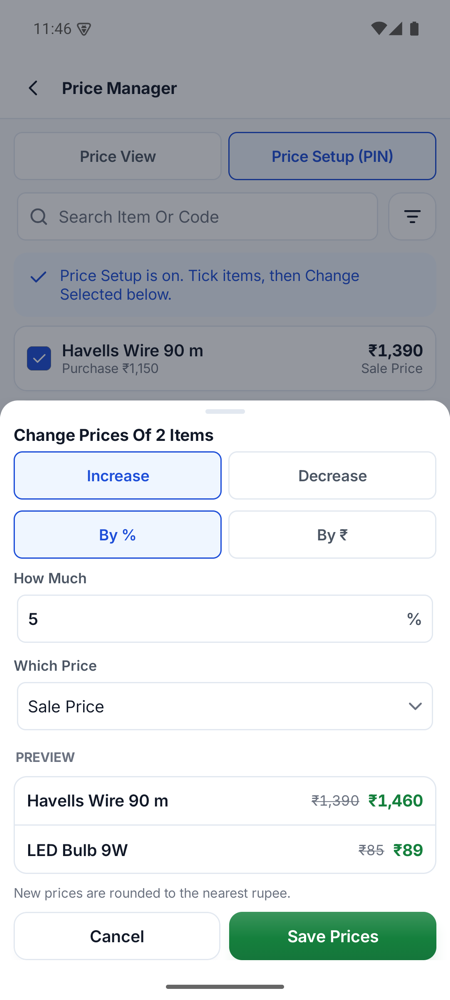 11:46
Price Manager
Price View
Price Setup (PIN)
Search Item Or Code
Price Setup is on. Tick items, then Change
Selected below.
Havells Wire 90 m
₹1,390
Purchase ₹1,150
Sale Price
Change Prices Of 2 Items
Increase
Decrease
By %
By ₹
How Much
5
%
Which Price
Sale Price
PREVIEW
Havells Wire 90 m
₹1,390 ₹1,460
LED Bulb 9W
₹85 ₹89
New prices are rounded to the nearest rupee.
Cancel
Save Prices